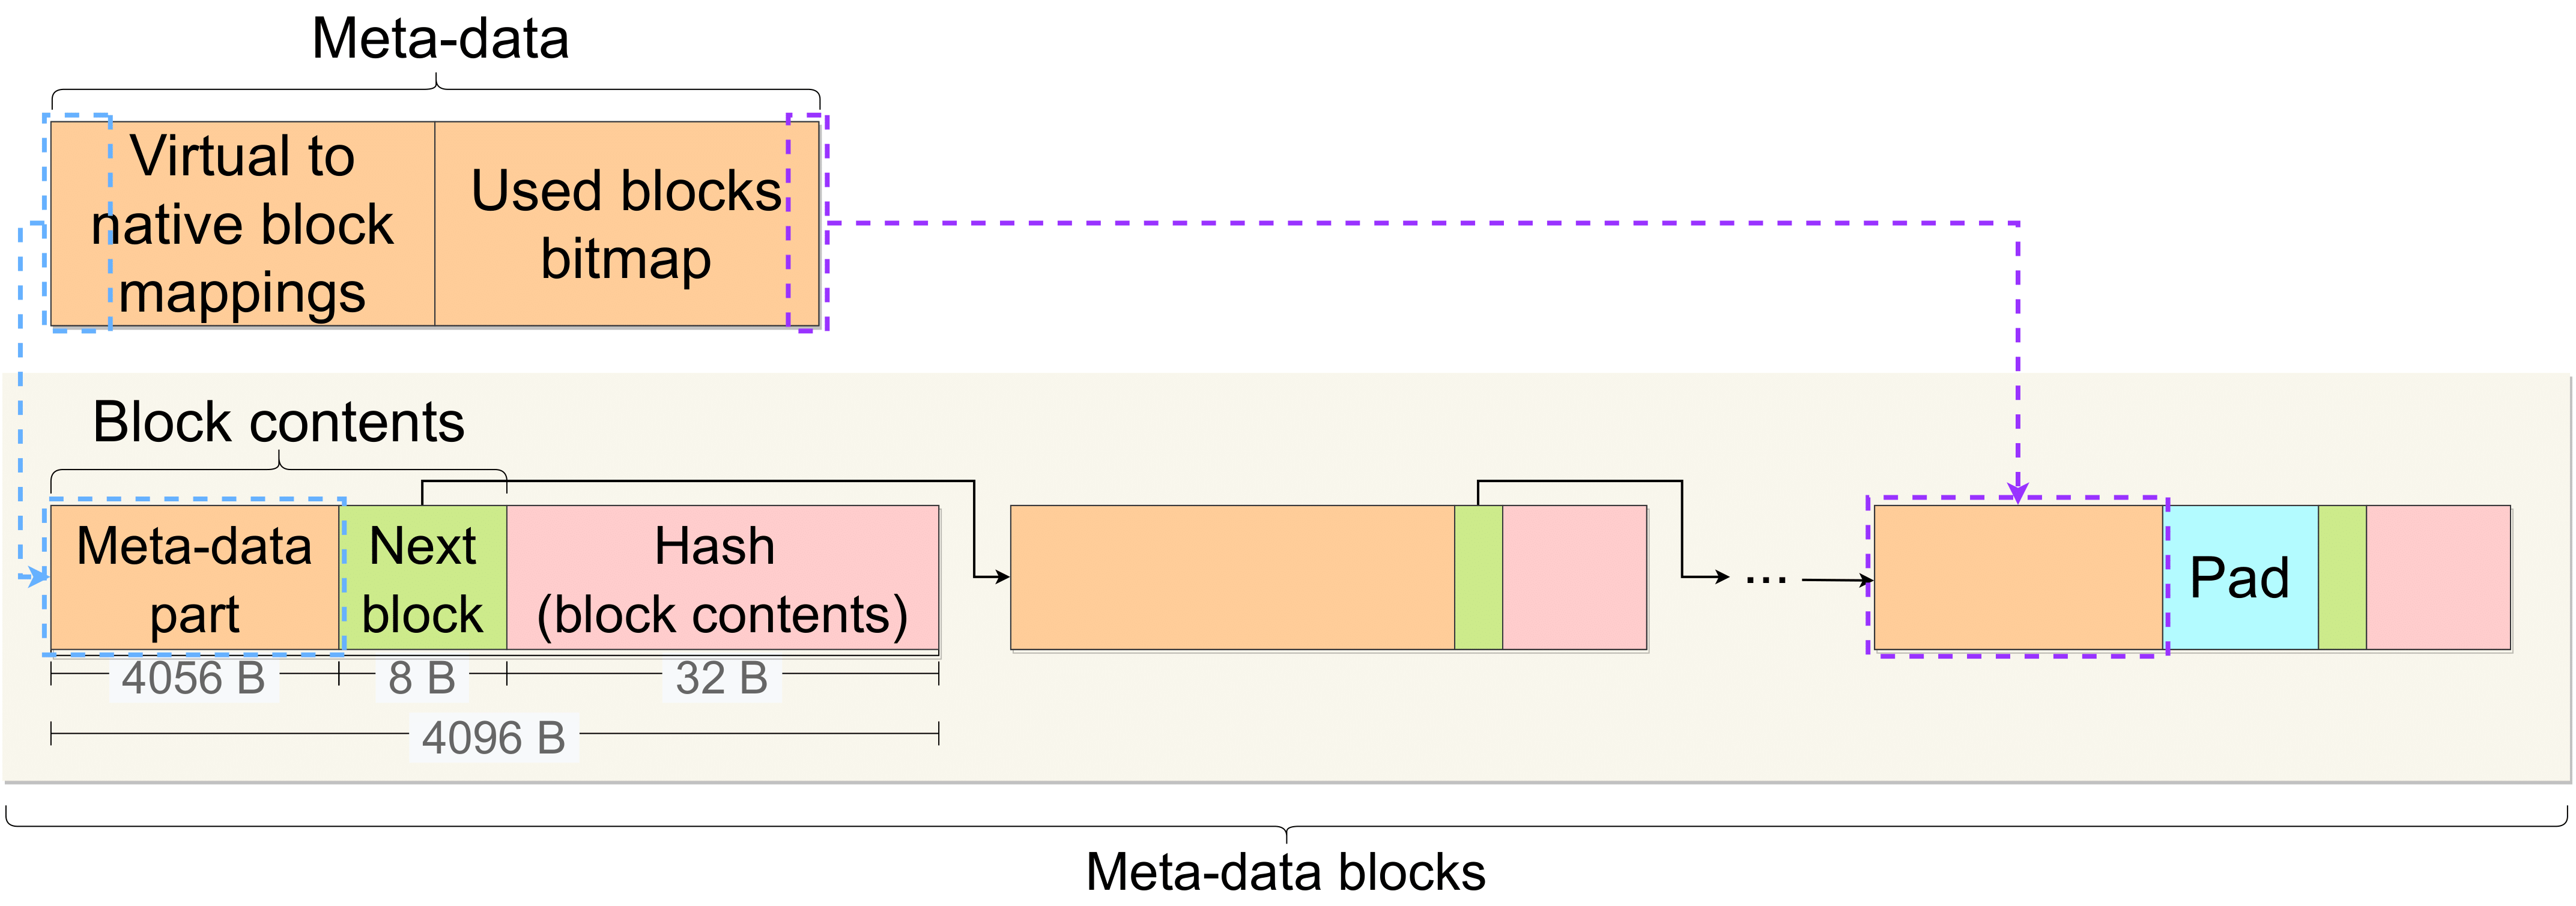 Meta-data
Virtual to
native block
mappings
Used blocks
bitmap
Block contents
Meta-data
part
Next
block
Hash
(block contents)
...
Pad
4056 B
8 B
32 B
4096 B
Meta-data blocks